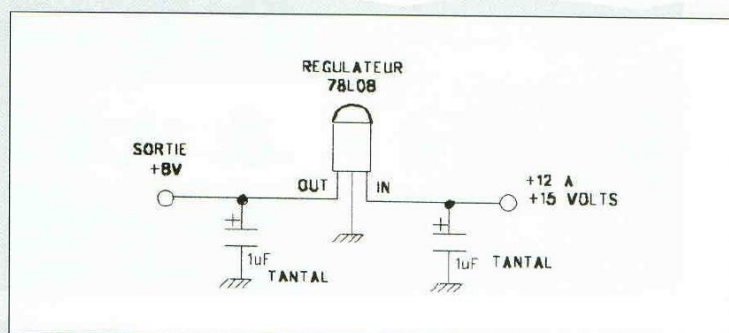 REGULATEUR
78L08
SORTIE
+8V
OUT
IN
+12 A
+15 VOLTS
+
1uF
TANTAL
+
1uF
TANTAL